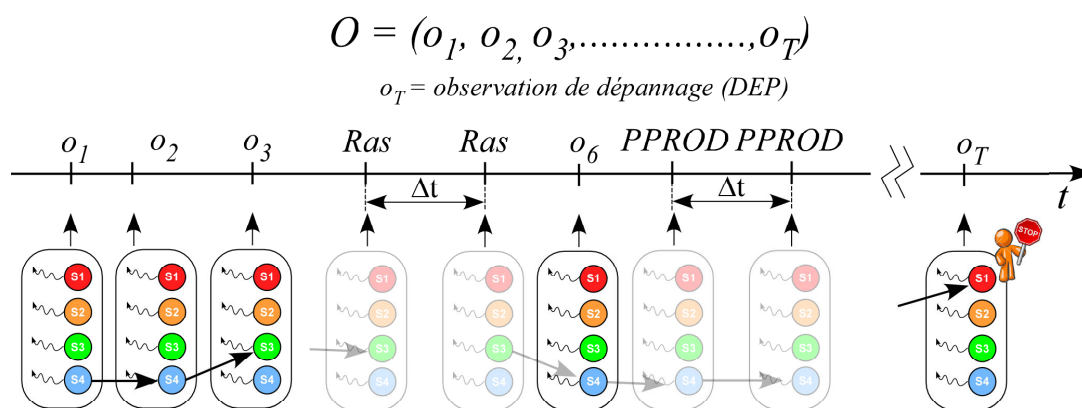 O = (o1, o2, o3,.................,oT)
oT = observation de dépannage (DEP)
o1 o2 o3 Ras Ras o6 PPROD PPROD oT
Δt Δt t
STOP
S1 S1 S1 S1 S1 S1 S1 S1 S1
S2 S2 S2 S2 S2 S2 S2 S2 S2
S3 S3 S3 S3 S3 S3 S3 S3 S3
S4 S4 S4 S4 S4 S4 S4 S4 S4